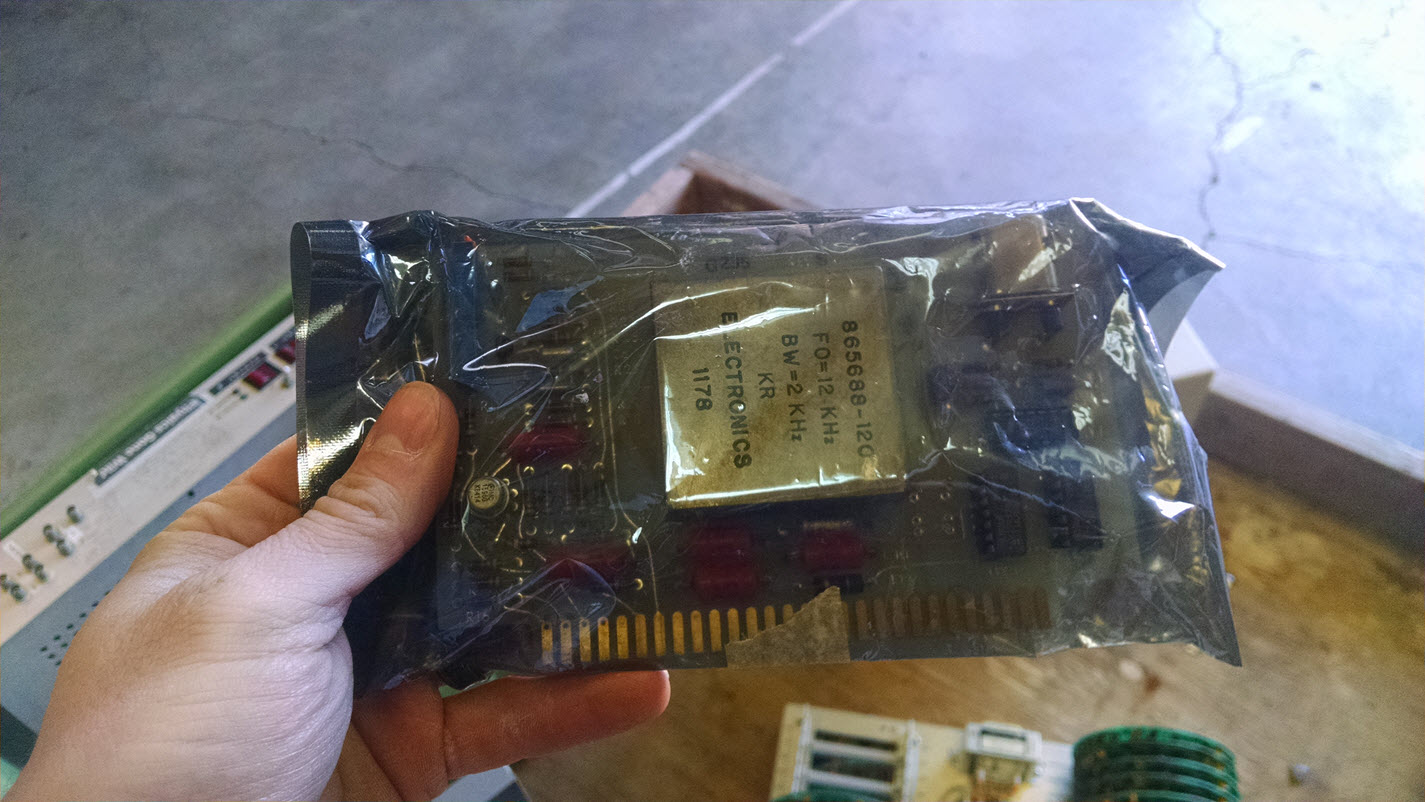 865688-120
FO=12 KHz
BW=2 KHz
KR
ELECTRONICS
1178